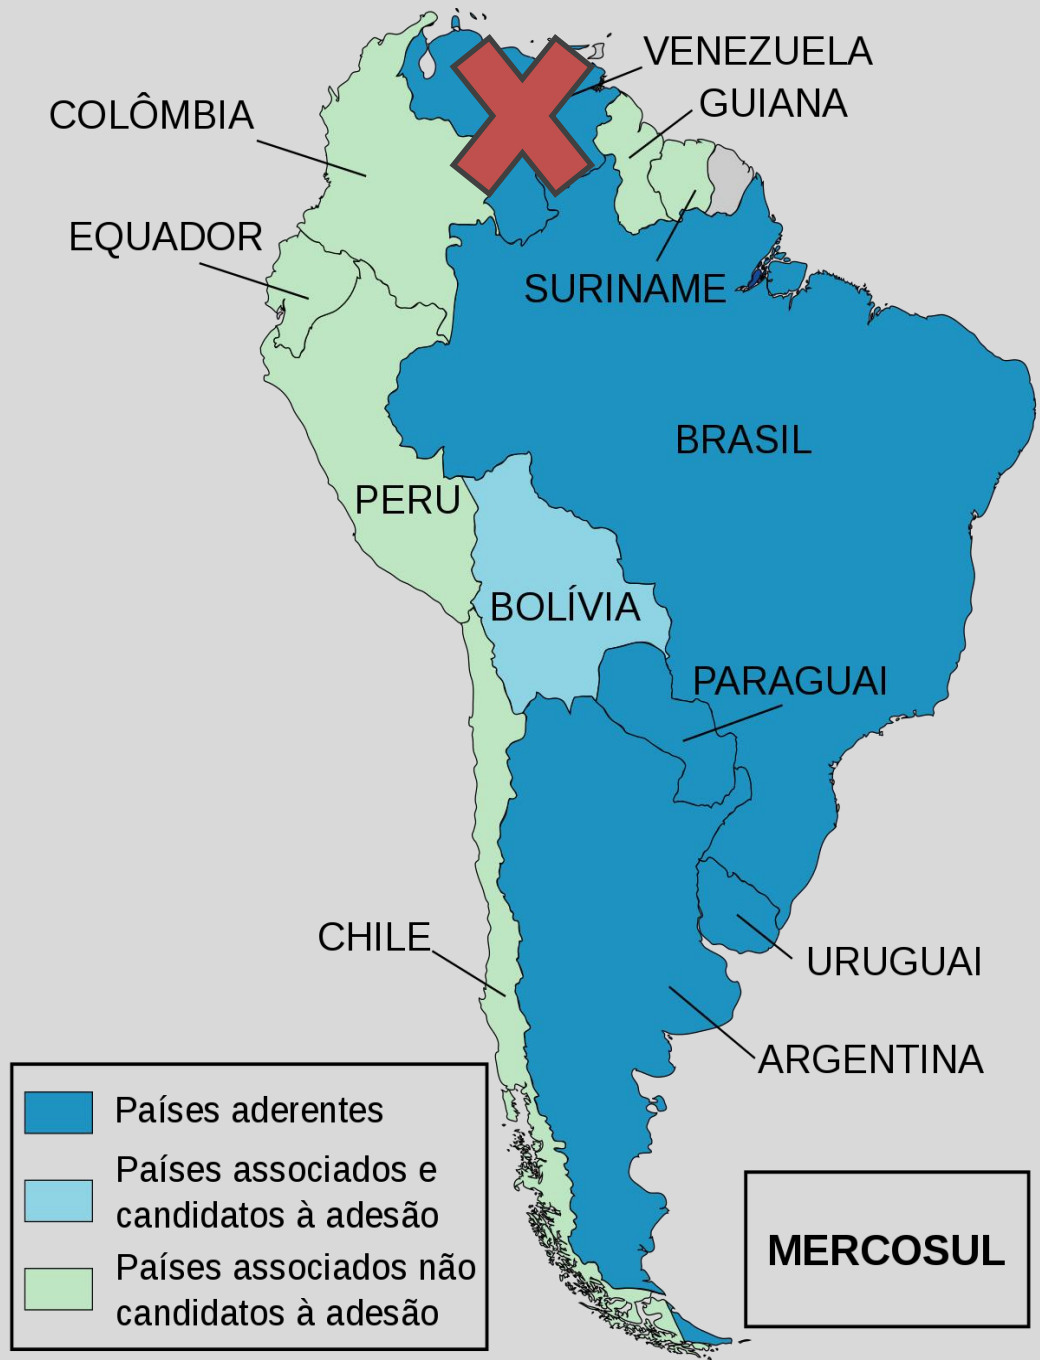 VENEZUELA
GUIANA
COLÔMBIA
EQUADOR
SURINAME
BRASIL
PERU
BOLÍVIA
PARAGUAI
CHILE
URUGUAI
ARGENTINA
Países aderentes
Países associados e
candidatos à adesão
Países associados não
candidatos à adesão
MERCOSUL